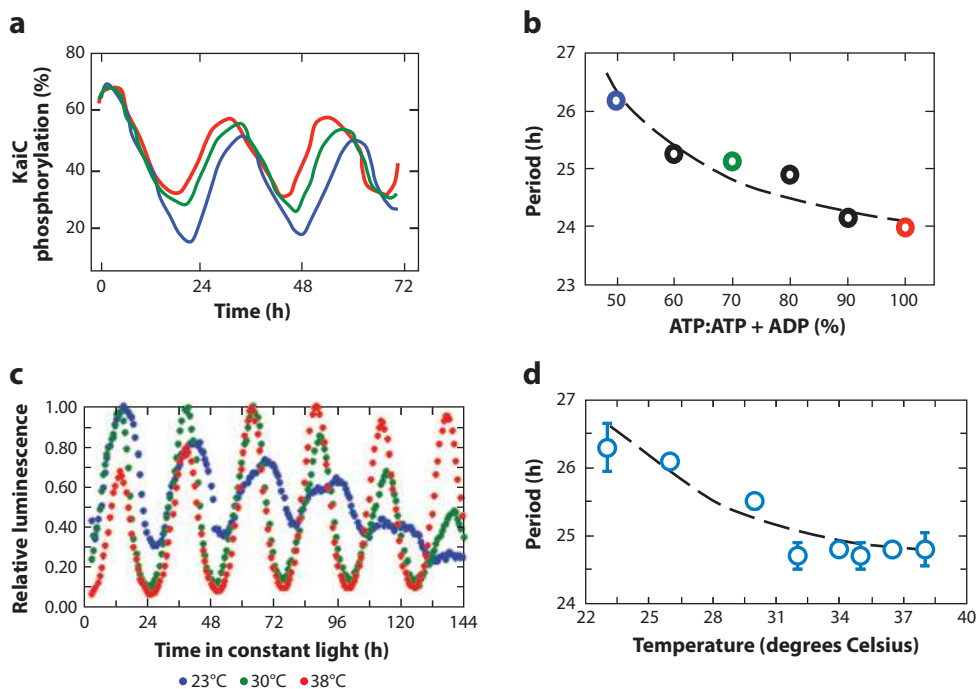 a
KaiC
phosphorylation (%)
80
60
40
20
0
24
48
72
Time (h)
b
Period (h)
27
26
25
24
23
50
60
70
80
90
100
ATP:ATP + ADP (%)
c
Relative luminescence
1.00
0.80
0.60
0.40
0.20
0.00
0
24
48
72
96
120
144
Time in constant light (h)
23°C
30°C
38°C
d
Period (h)
27
26
25
24
22
25
28
31
34
37
40
Temperature (degrees Celsius)